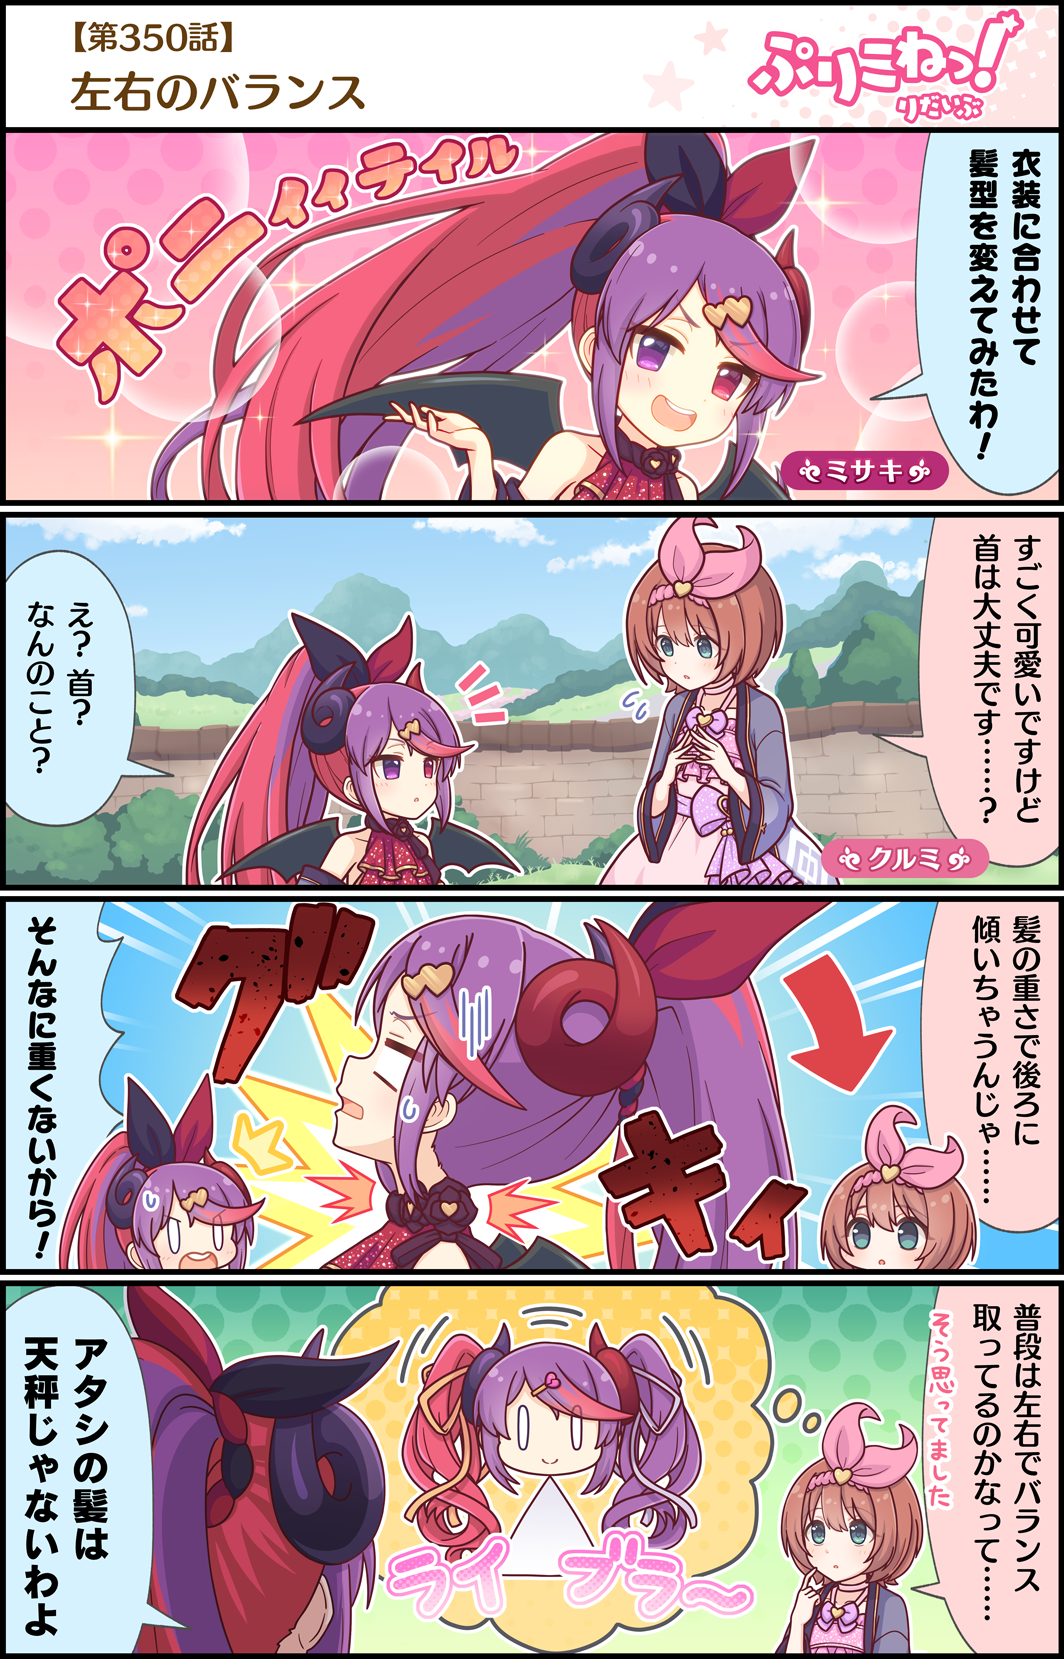 【第350話】
左右のバランス
ぷりこねっ!
りだいぶ
衣装に合わせて
髪型を変えてみたわ!
ポニィィテイル
ミサキ
すごく可愛いですけど
首は大丈夫です……?
え?首?
なんのこと?
クルミ
髪の重さで後ろに
傾いちゃうんじゃ……
グキィ
そんなに重くないから!
普段は左右でバランス
取ってるのかなって……
そう思ってました
ライブラ〜
アタシの髪は
天秤じゃないわよ